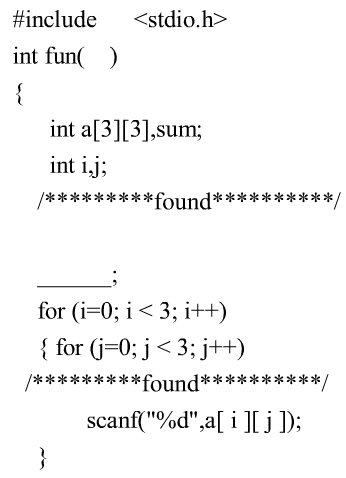 #include <stdio.h>
int fun( )
{
int a[3][3],sum;
int i,j;
/*********found**********/
______;
for (i=0; i < 3; i++)
{ for (j=0; j < 3; j++)
/*********found**********/
scanf("%d",a[ i ][ j ]);
}